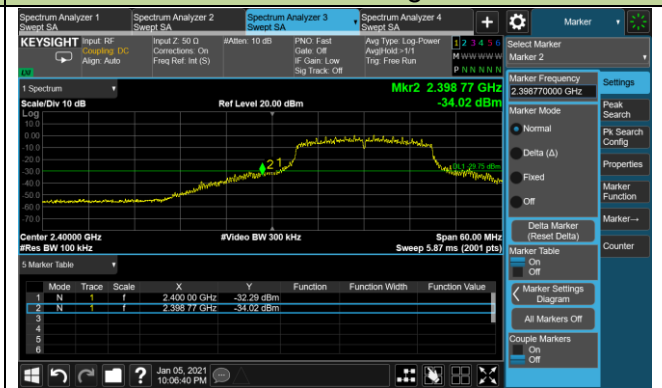 Spectrum Analyzer 1
Swept SA
Spectrum Analyzer 2
Swept SA
Spectrum Analyzer 3
Swept SA
Spectrum Analyzer 4
Swept SA
+
Marker
KEYSIGHT
Input: RF
Coupling: DC
Align: Auto
Input Z: 50 Ω
Corrections: On
Freq Ref: Int (S)
#Atten: 10 dB
PNO: Fast
Gate: Off
IF Gain: Low
Sig Track: Off
Avg Type: Log-Power
Avg|Hold:>1/1
Trig: Free Run
1 2 3 4 5 6
M W W W W W
P N N N N N
LXI
1 Spectrum
Mkr2 2.398 77 GHz
-34.02 dBm
Scale/Div 10 dB
Ref Level 20.00 dBm
Log
10.0
0.00
-10.0
-20.0
-30.0
-40.0
-50.0
-60.0
-70.0
2 1
DL1 -29.75 dBm
Center 2.40000 GHz
#Video BW 300 kHz
Span 60.00 MHz
#Res BW 100 kHz
Sweep 5.87 ms (2001 pts)
5 Marker Table
Mode Trace Scale X Y Function Function Width Function Value
1 N 1 f 2.400 00 GHz -32.29 dBm
2 N 1 f 2.398 77 GHz -34.02 dBm
3
4
5
6
Jan 05, 2021
10:06:40 PM
Select Marker
Marker 2
Marker Frequency
2.398770000 GHz
Marker Mode
Normal
Delta (Δ)
Fixed
Off
Delta Marker
(Reset Delta)
Marker Table
On
Off
Marker Settings
Diagram
All Markers Off
Couple Markers
On
Off
Settings
Peak
Search
Pk Search
Config
Properties
Marker
Function
Marker→
Counter